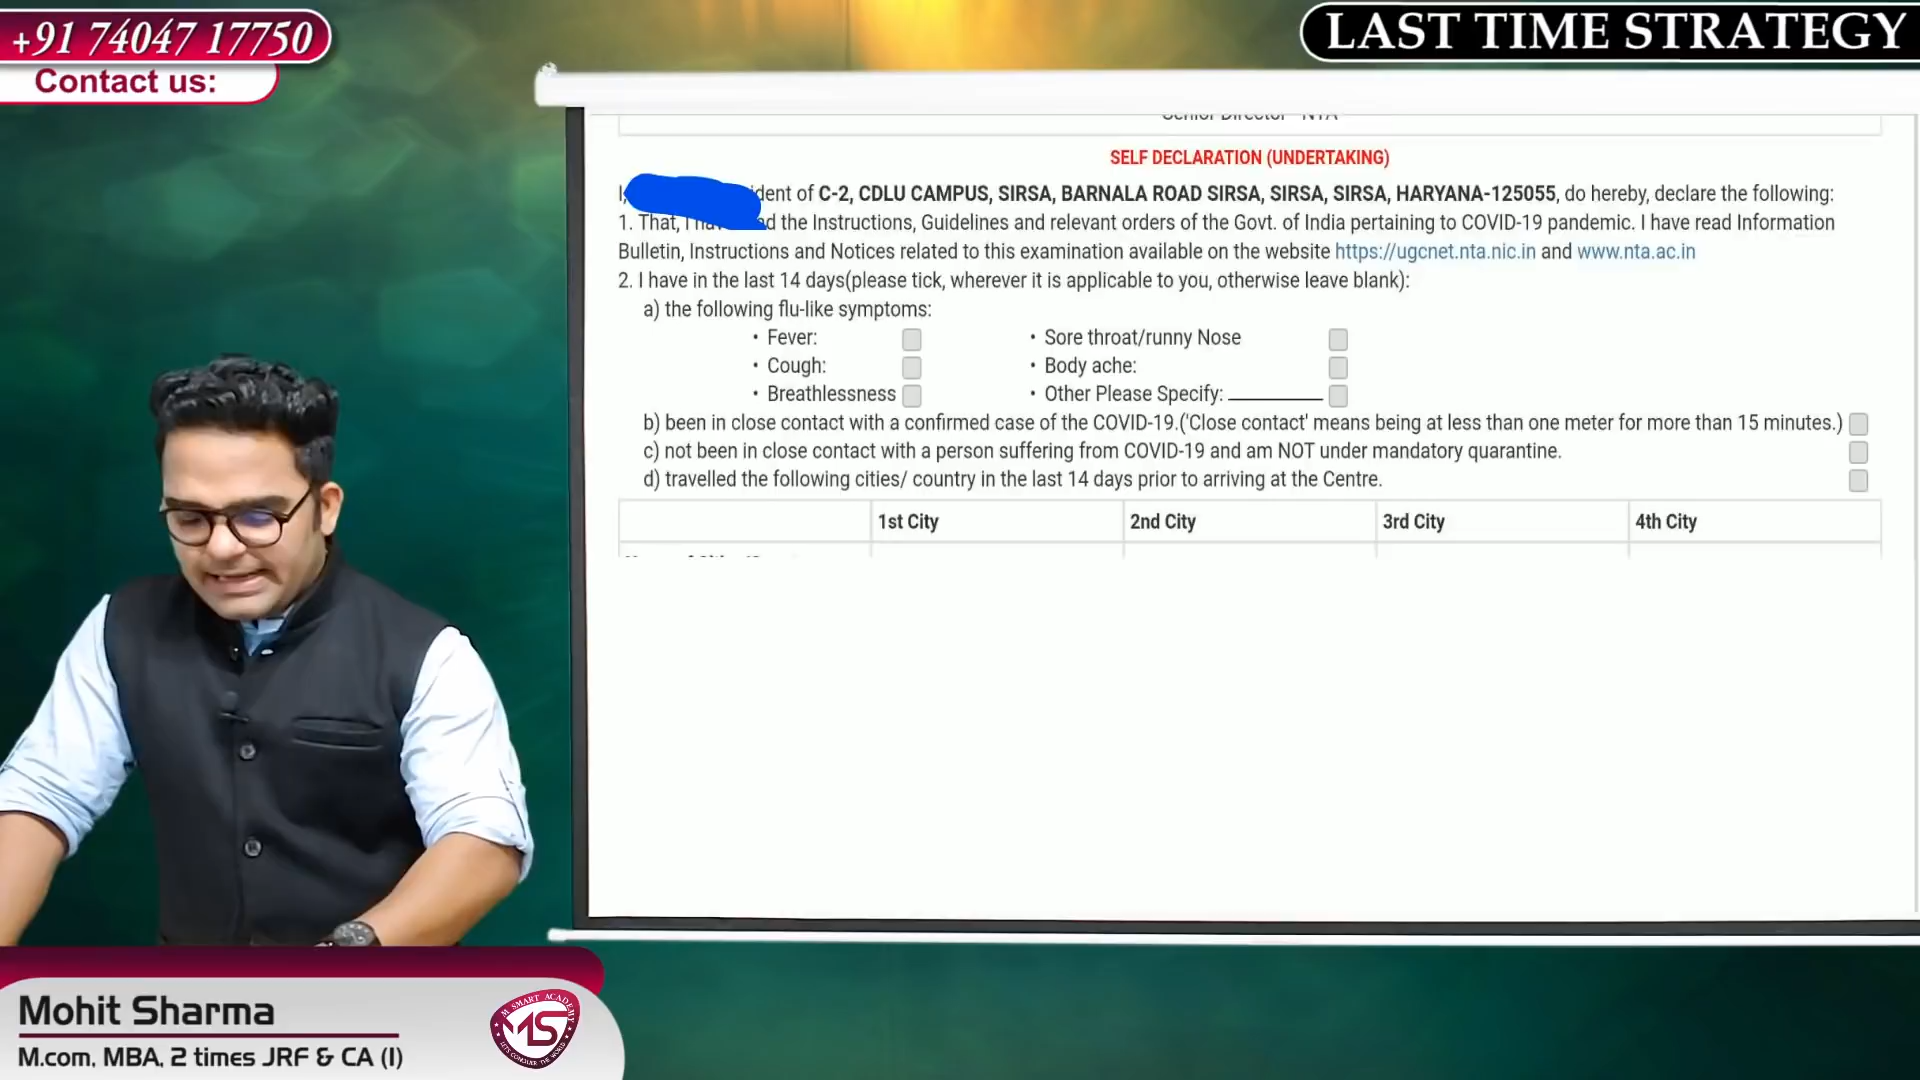 +91 74047 17750
Contact us:
LAST TIME STRATEGY
Senior Director - NTA
SELF DECLARATION (UNDERTAKING)
I, ident of C-2, CDLU CAMPUS, SIRSA, BARNALA ROAD SIRSA, SIRSA, SIRSA, HARYANA-125055, do hereby, declare the following:
1. That, I the Instructions, Guidelines and relevant orders of the Govt. of India pertaining to COVID-19 pandemic. I have read Information
Bulletin, Instructions and Notices related to this examination available on the website https://ugcnet.nta.nic.in and www.nta.ac.in
2. I have in the last 14 days(please tick, wherever it is applicable to you, otherwise leave blank):
a) the following flu-like symptoms:
• Fever: • Sore throat/runny Nose
• Cough: • Body ache:
• Breathlessness • Other Please Specify:
b) been in close contact with a confirmed case of the COVID-19.('Close contact' means being at less than one meter for more than 15 minutes.)
c) not been in close contact with a person suffering from COVID-19 and am NOT under mandatory quarantine.
d) travelled the following cities/ country in the last 14 days prior to arriving at the Centre.
1st City 2nd City 3rd City 4th City
Mohit Sharma
M.com, MBA, 2 times JRF & CA (I)
M SMART ACADEMY
MS
LETS CONQUER THE WORLD